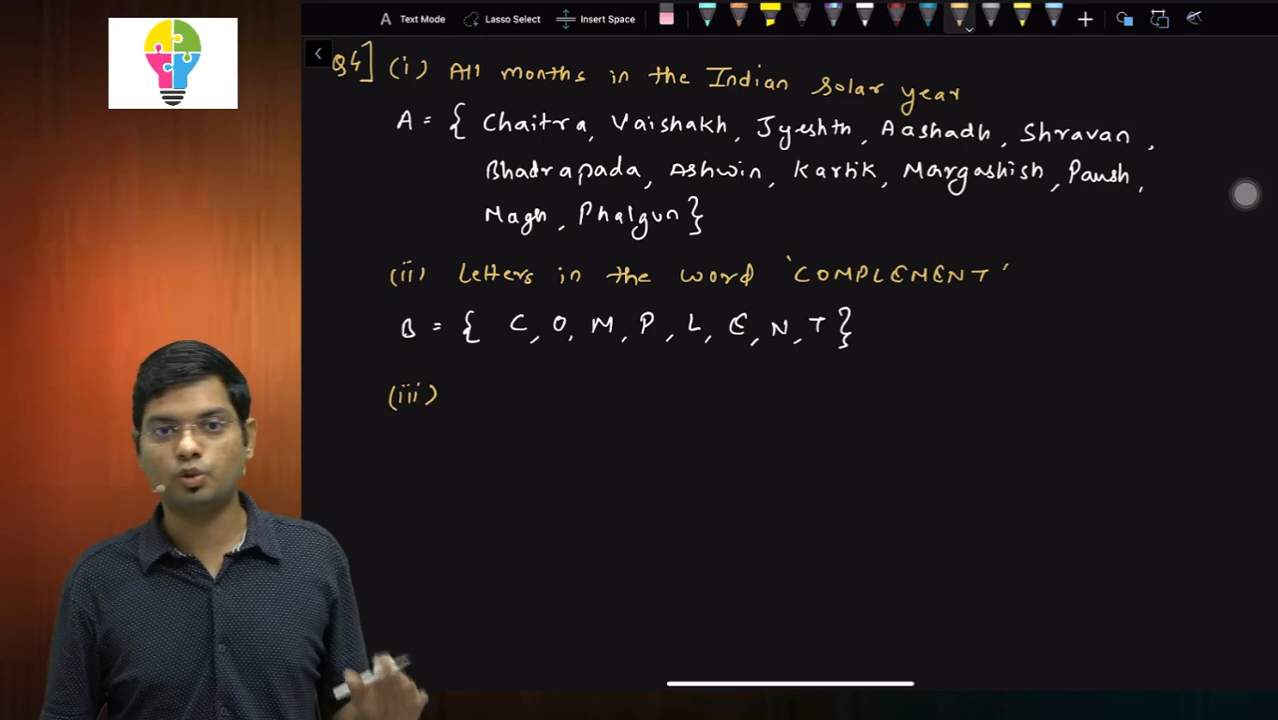 Text Mode Lasso Select Insert Space
Q4] (i) All months in the Indian Solar year
A = { Chaitra, Vaishakh, Jyeshth, Aashadh, Shravan,
Bhadrapada, Ashwin, Kartik, Margashish, Paush,
Magh, Phalgun }
(ii) Letters in the word 'COMPLEMENT'
B = { C, O, M, P, L, E, N, T }
(iii)